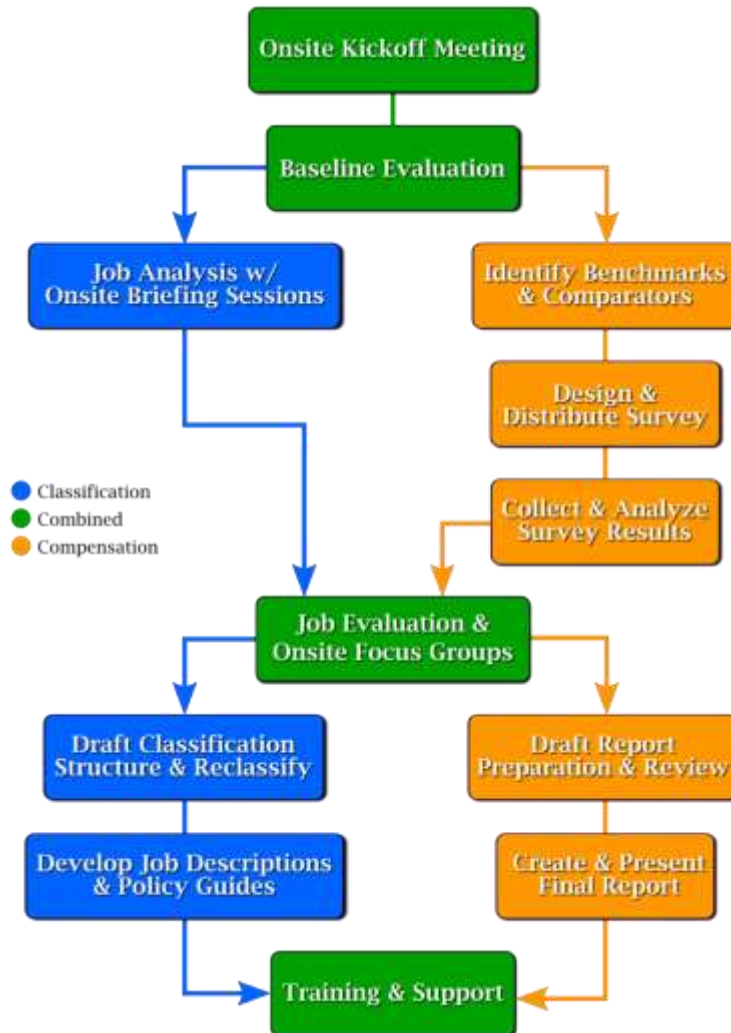 Onsite Kickoff Meeting
Baseline Evaluation
Job Analysis w/
Onsite Briefing Sessions
Identify Benchmarks
& Comparators
Design &
Distribute Survey
Collect & Analyze
Survey Results
Classification
Combined
Compensation
Job Evaluation &
Onsite Focus Groups
Draft Classification
Structure & Reclassify
Draft Report
Preparation & Review
Develop Job Descriptions
& Policy Guides
Create & Present
Final Report
Training & Support